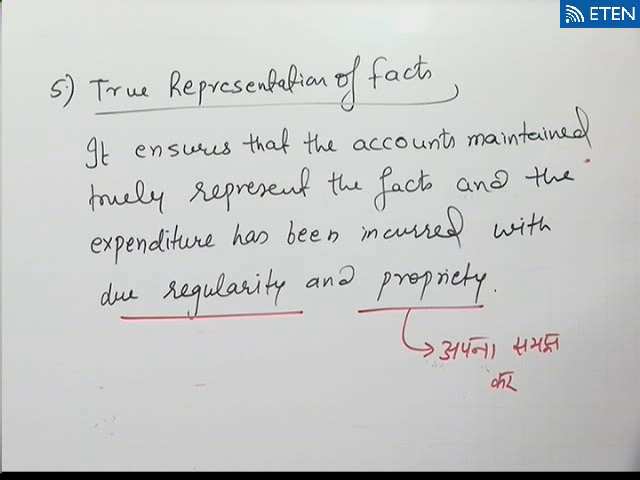 ETEN
5.) True Representation of facts
It ensures that the accounts maintained
truely represent the facts and the
expenditure has been incurred with
due regularity and propriety.
अपना समझ
कर